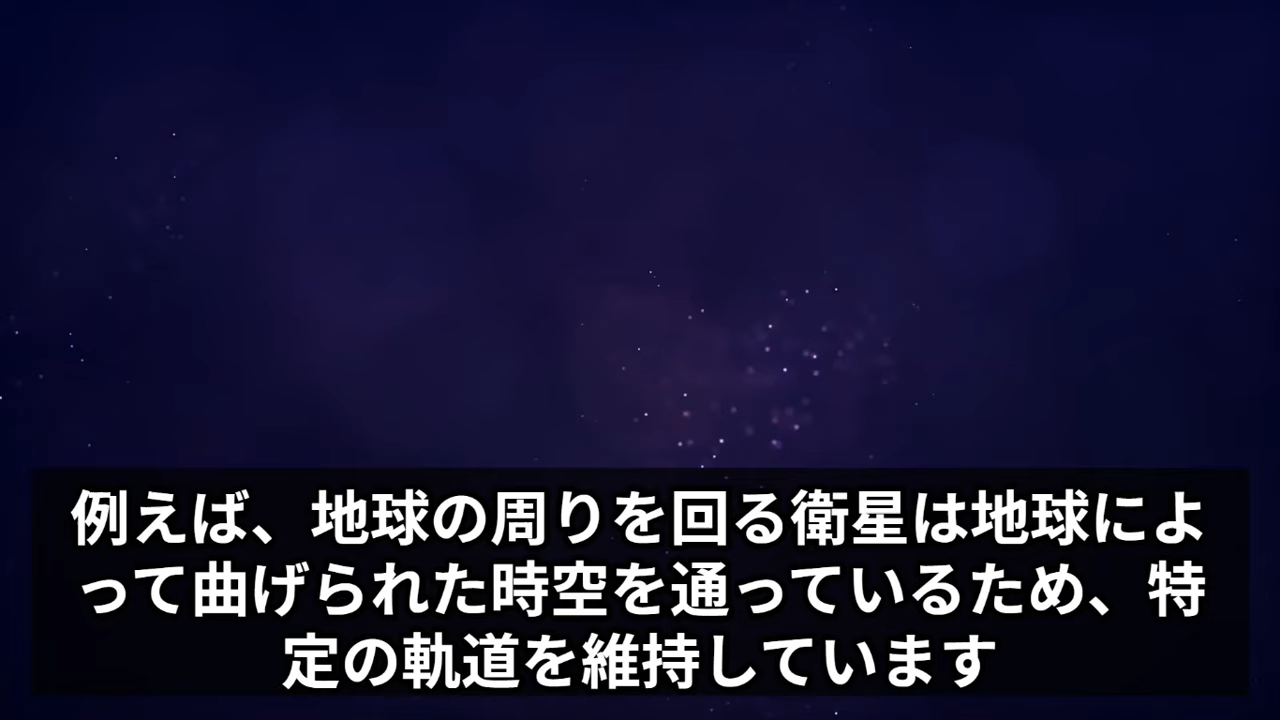 例えば、地球の周りを回る衛星は地球によ
って曲げられた時空を通っているため、特
定の軌道を維持しています